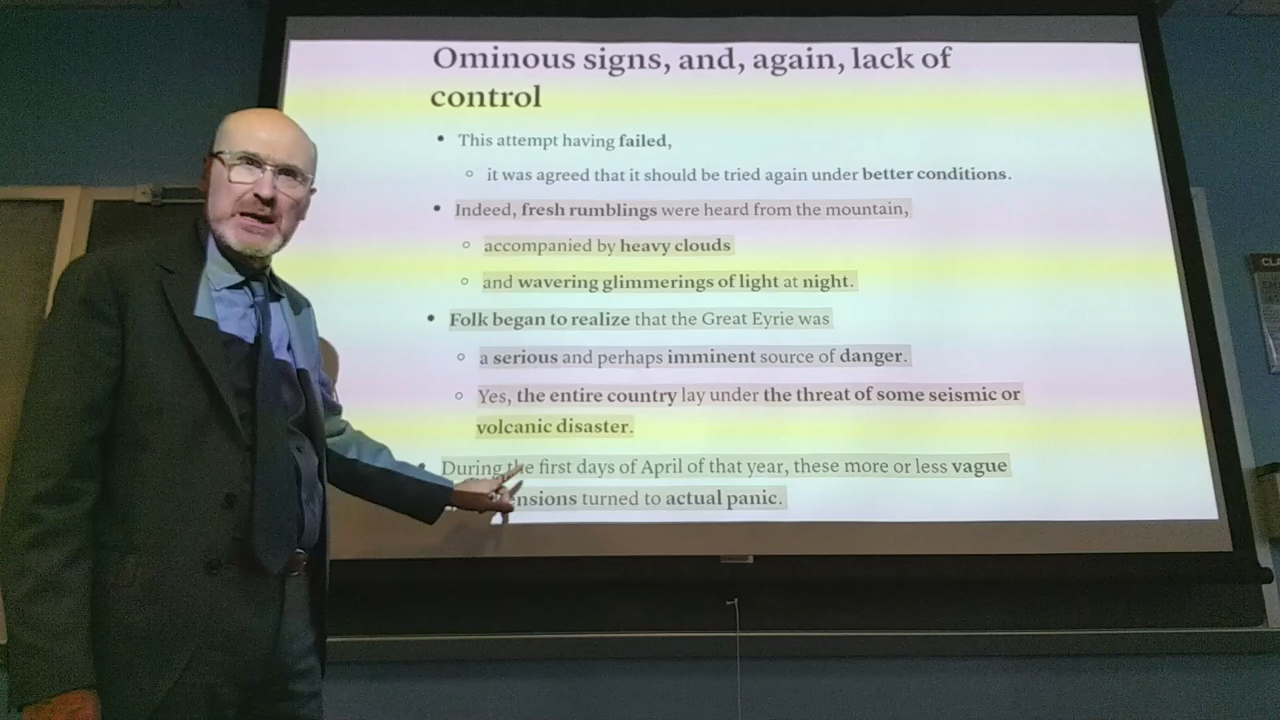 Ominous signs, and, again, lack of
control
• This attempt having failed,
○ it was agreed that it should be tried again under better conditions.
• Indeed, fresh rumblings were heard from the mountain,
○ accompanied by heavy clouds
○ and wavering glimmerings of light at night.
• Folk began to realize that the Great Eyrie was
○ a serious and perhaps imminent source of danger.
○ Yes, the entire country lay under the threat of some seismic or
volcanic disaster.
During the first days of April of that year, these more or less vague
nsions turned to actual panic.